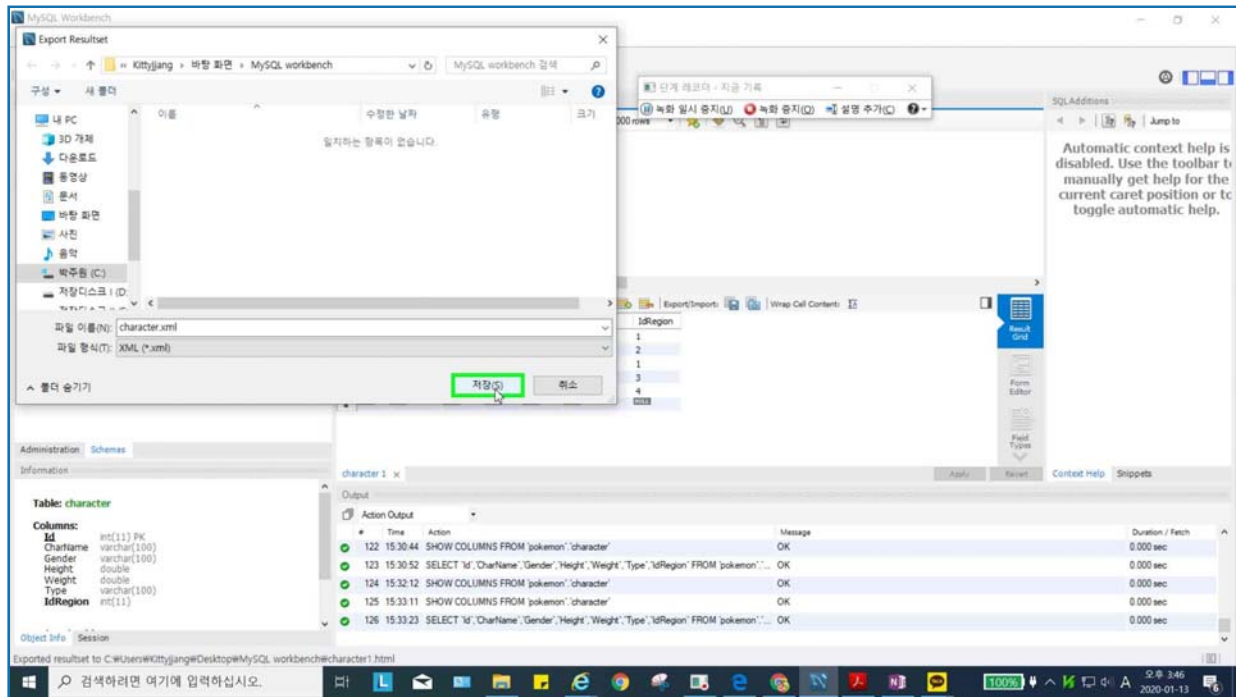 MySQL Workbench
Export Resultset
« Kittyjjang › 바탕 화면 › MySQL workbench
MySQL workbench 검색
구성 새 폴더
이름 수정한 날짜 유형 크기
일치하는 항목이 없습니다.
내 PC
3D 개체
다운로드
동영상
문서
바탕 화면
사진
음악
박주원 (C:)
저장디스크 I (D:
파일 이름(N): character.xml
파일 형식(T): XML (*.xml)
폴더 숨기기
저장(S) 취소
단계 레코더 - 지금 기록
녹화 일시 중지(U) 녹화 중지(O) 설명 추가(C)
000 rows
SQLAdditions
Jump to
Automatic context help is
disabled. Use the toolbar t
manually get help for the
current caret position or to
toggle automatic help.
Export/Import: Wrap Cell Content:
IdRegion
1
2
1
3
4
NULL
Result
Grid
Form
Editor
Field
Types
Administration Schemas
Information
character 1
Apply Revert
Context Help Snippets
Table: character
Columns:
Id int(11) PK
CharName varchar(100)
Gender varchar(100)
Height double
Weight double
Type varchar(100)
IdRegion int(11)
Object Info Session
Output
Action Output
# Time Action Message Duration / Fetch
122 15:30:44 SHOW COLUMNS FROM `pokemon`.`character` OK 0.000 sec
123 15:30:52 SELECT `Id`,`CharName`,`Gender`,`Height`,`Weight`,`Type`,`IdRegion` FROM `pokemon`.`... OK 0.000 sec
124 15:32:12 SHOW COLUMNS FROM `pokemon`.`character` OK 0.000 sec
125 15:33:11 SHOW COLUMNS FROM `pokemon`.`character` OK 0.000 sec
126 15:33:23 SELECT `Id`,`CharName`,`Gender`,`Height`,`Weight`,`Type`,`IdRegion` FROM `pokemon`.`... OK 0.000 sec
Exported resultset to C:₩Users₩Kittyjjang₩Desktop₩MySQL workbench₩character1.html
검색하려면 여기에 입력하십시오.
100%
A
오후 3:46
2020-01-13